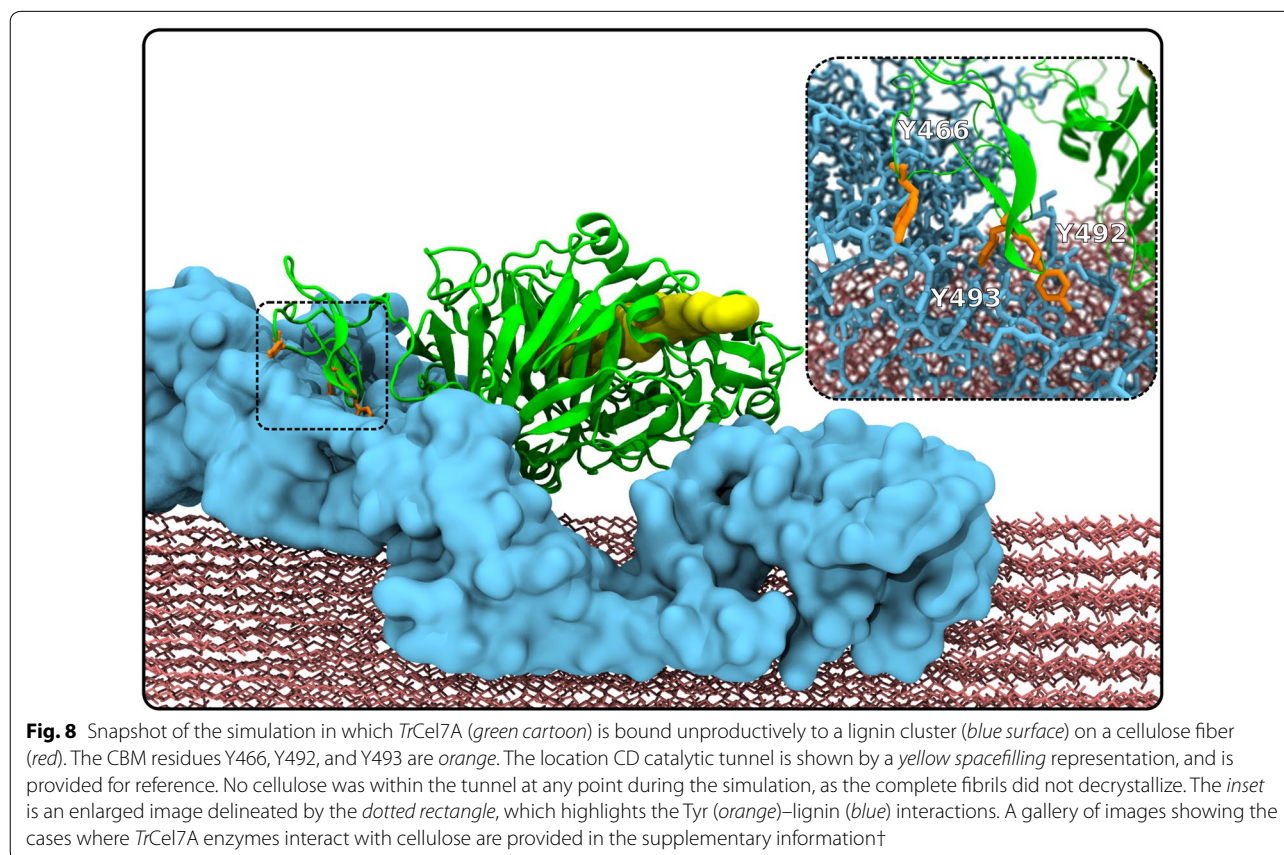 Y466
Y492
Y493
Fig. 8 Snapshot of the simulation in which TrCel7A (green cartoon) is bound unproductively to a lignin cluster (blue surface) on a cellulose fiber
(red). The CBM residues Y466, Y492, and Y493 are orange. The location CD catalytic tunnel is shown by a yellow spacefilling representation, and is
provided for reference. No cellulose was within the tunnel at any point during the simulation, as the complete fibrils did not decrystallize. The inset
is an enlarged image delineated by the dotted rectangle, which highlights the Tyr (orange)–lignin (blue) interactions. A gallery of images showing the
cases where TrCel7A enzymes interact with cellulose are provided in the supplementary information†